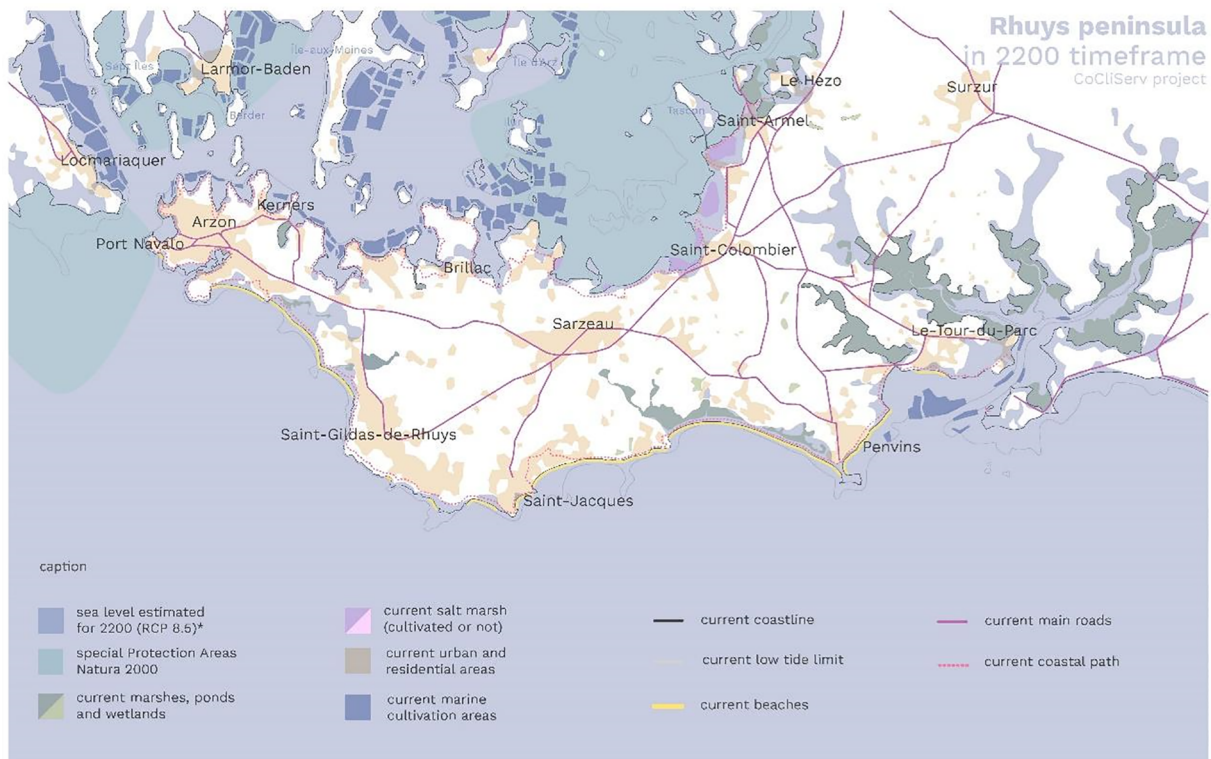 Rhuys peninsula
in 2200 timeframe
CoCliServ project
Île-aux-Moines
Sept Îles
Larmor-Baden
Île d'Arz
Le Hézo
Surzur
Berder
Tascon
Saint-Armel
Locmariaquer
Kerners
Arzon
Port Navalo
Saint-Colombier
Brillac
Sarzeau
Le-Tour-du-Parc
Saint-Gildas-de-Rhuys
Penvins
Saint-Jacques
caption
sea level estimated
for 2200 (RCP 8.5)*
special Protection Areas
Natura 2000
current marshes, ponds
and wetlands
current salt marsh
(cultivated or not)
current urban and
residential areas
current marine
cultivation areas
current coastline
current low tide limit
current beaches
current main roads
current coastal path